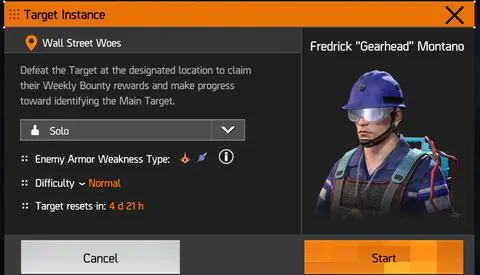 Target Instance
Wall Street Woes
Defeat the Target at the designated location to claim
their Weekly Bounty rewards and make progress
toward identifying the Main Target.
Solo
Enemy Armor Weakness Type:
Difficulty Normal
Target resets in: 4 d 21 h
Cancel
Fredrick "Gearhead" Montano
Start